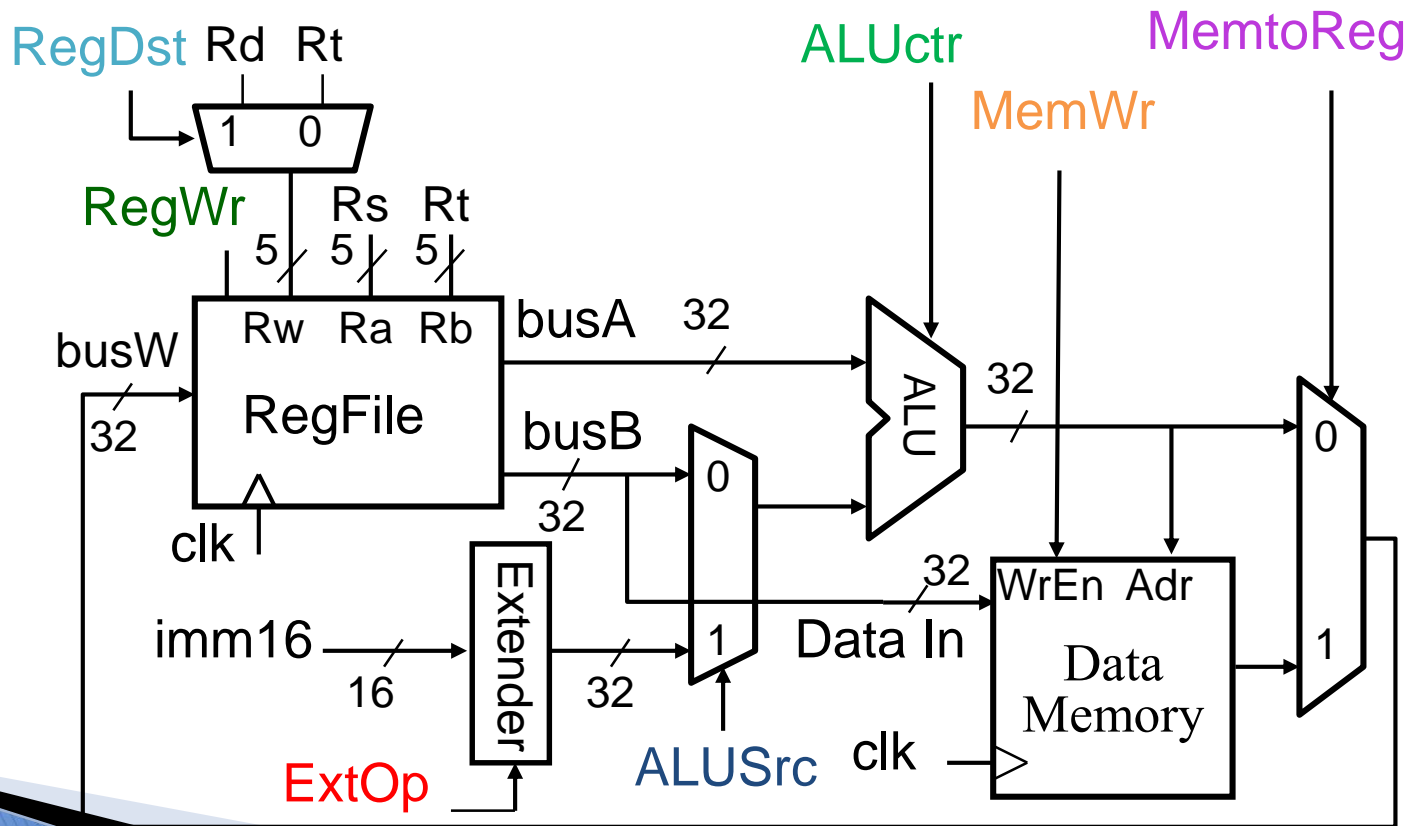 RegDst Rd Rt ALUctr MemtoReg
MemWr
1 0
RegWr Rs Rt
5 5 5
Rw Ra Rb busA 32
busW
32
RegFile
busB
32
clk
ALU
32
0
0
1
imm16
16
Extender
32
1
ExtOp
ALUSrc
32
Data In
WrEn Adr
Data
Memory
clk